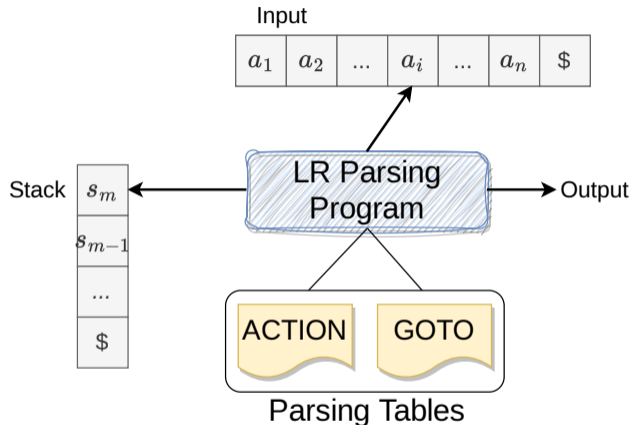 Input
a₁ a₂ ... aᵢ ... aₙ $
LR Parsing
Program
Stack
sₘ
sₘ₋₁
...
$
Output
ACTION GOTO
Parsing Tables